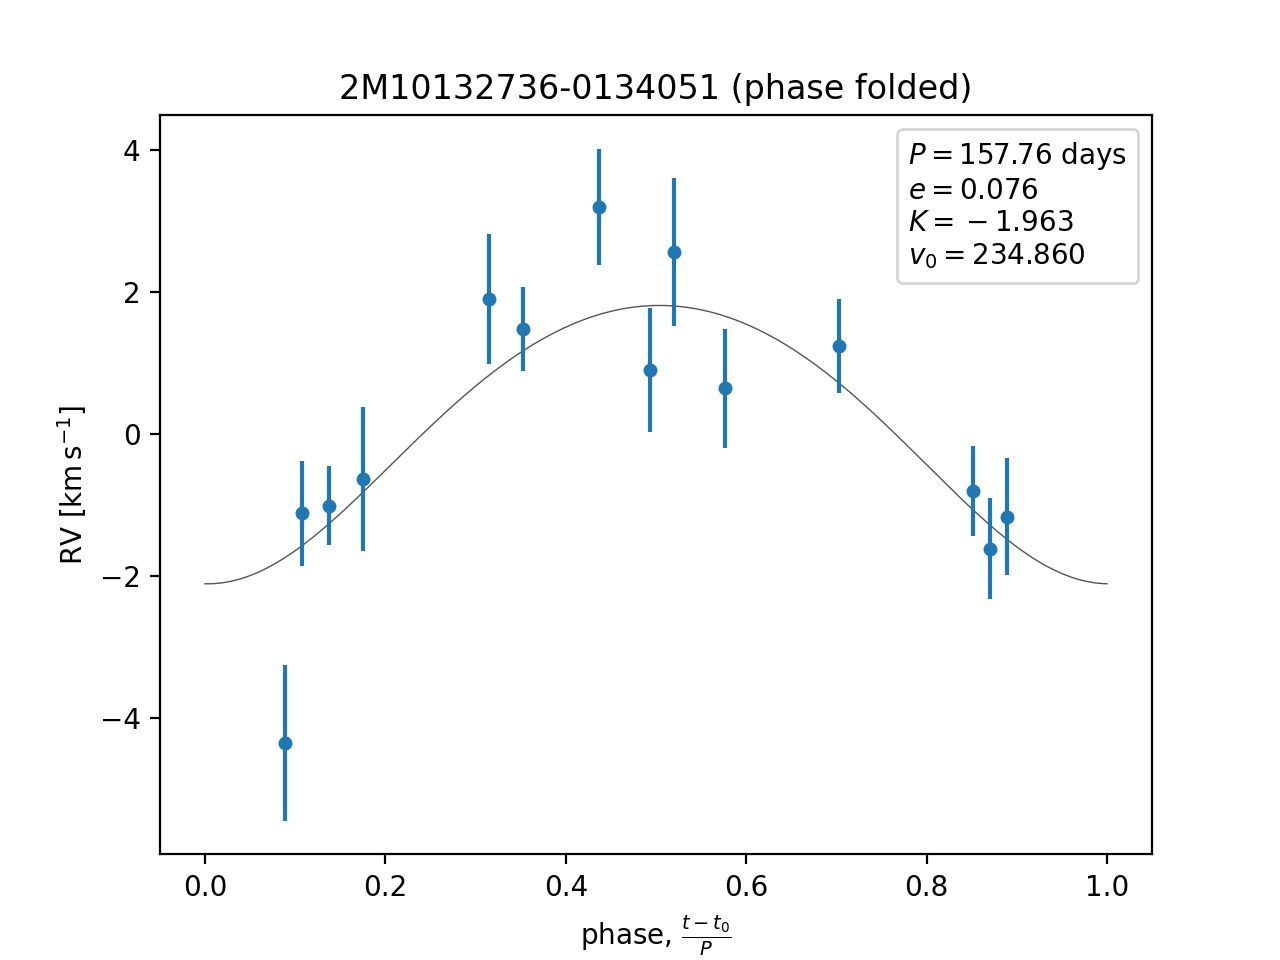 2M10132736-0134051 (phase folded)
P = 157.76 days
e = 0.076
K = −1.963
v₀ = 234.860
4
2
0
−2
−4
RV [km s⁻¹]
0.0 0.2 0.4 0.6 0.8 1.0
phase, (t − t₀)/P